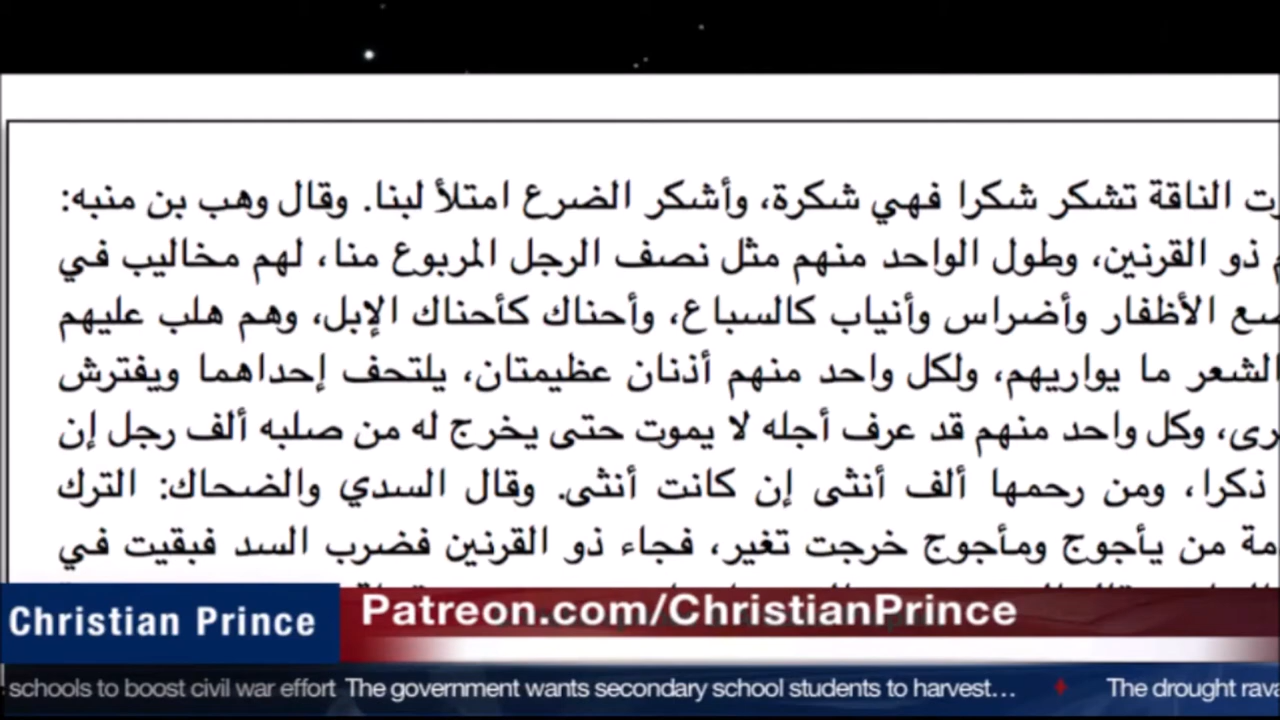 الناقة تشكر شكرا فهي شكرة، وأشكر الضرع امتلأ لبنا. وقال وهب بن منبه:
ذو القرنين، وطول الواحد منهم مثل نصف الرجل المربوع منا، لهم مخاليب في
الأظفار وأضراس وأنياب كالسباع، وأحناك كأحناك الإبل، وهم هلب عليهم
الشعر ما يواريهم، ولكل واحد منهم أذنان عظيمتان، يلتحف إحداهما ويفترش
وكل واحد منهم قد عرف أجله لا يموت حتى يخرج له من صلبه ألف رجل إن
ذكرا، ومن رحمها ألف أنثى إن كانت أنثى. وقال السدي والضحاك: الترك
من يأجوج ومأجوج خرجت تغير، فجاء ذو القرنين فضرب السد فبقيت في
Christian Prince
Patreon.com/ChristianPrince
schools to boost civil war effort The government wants secondary school students to harvest... ♦ The drought rava